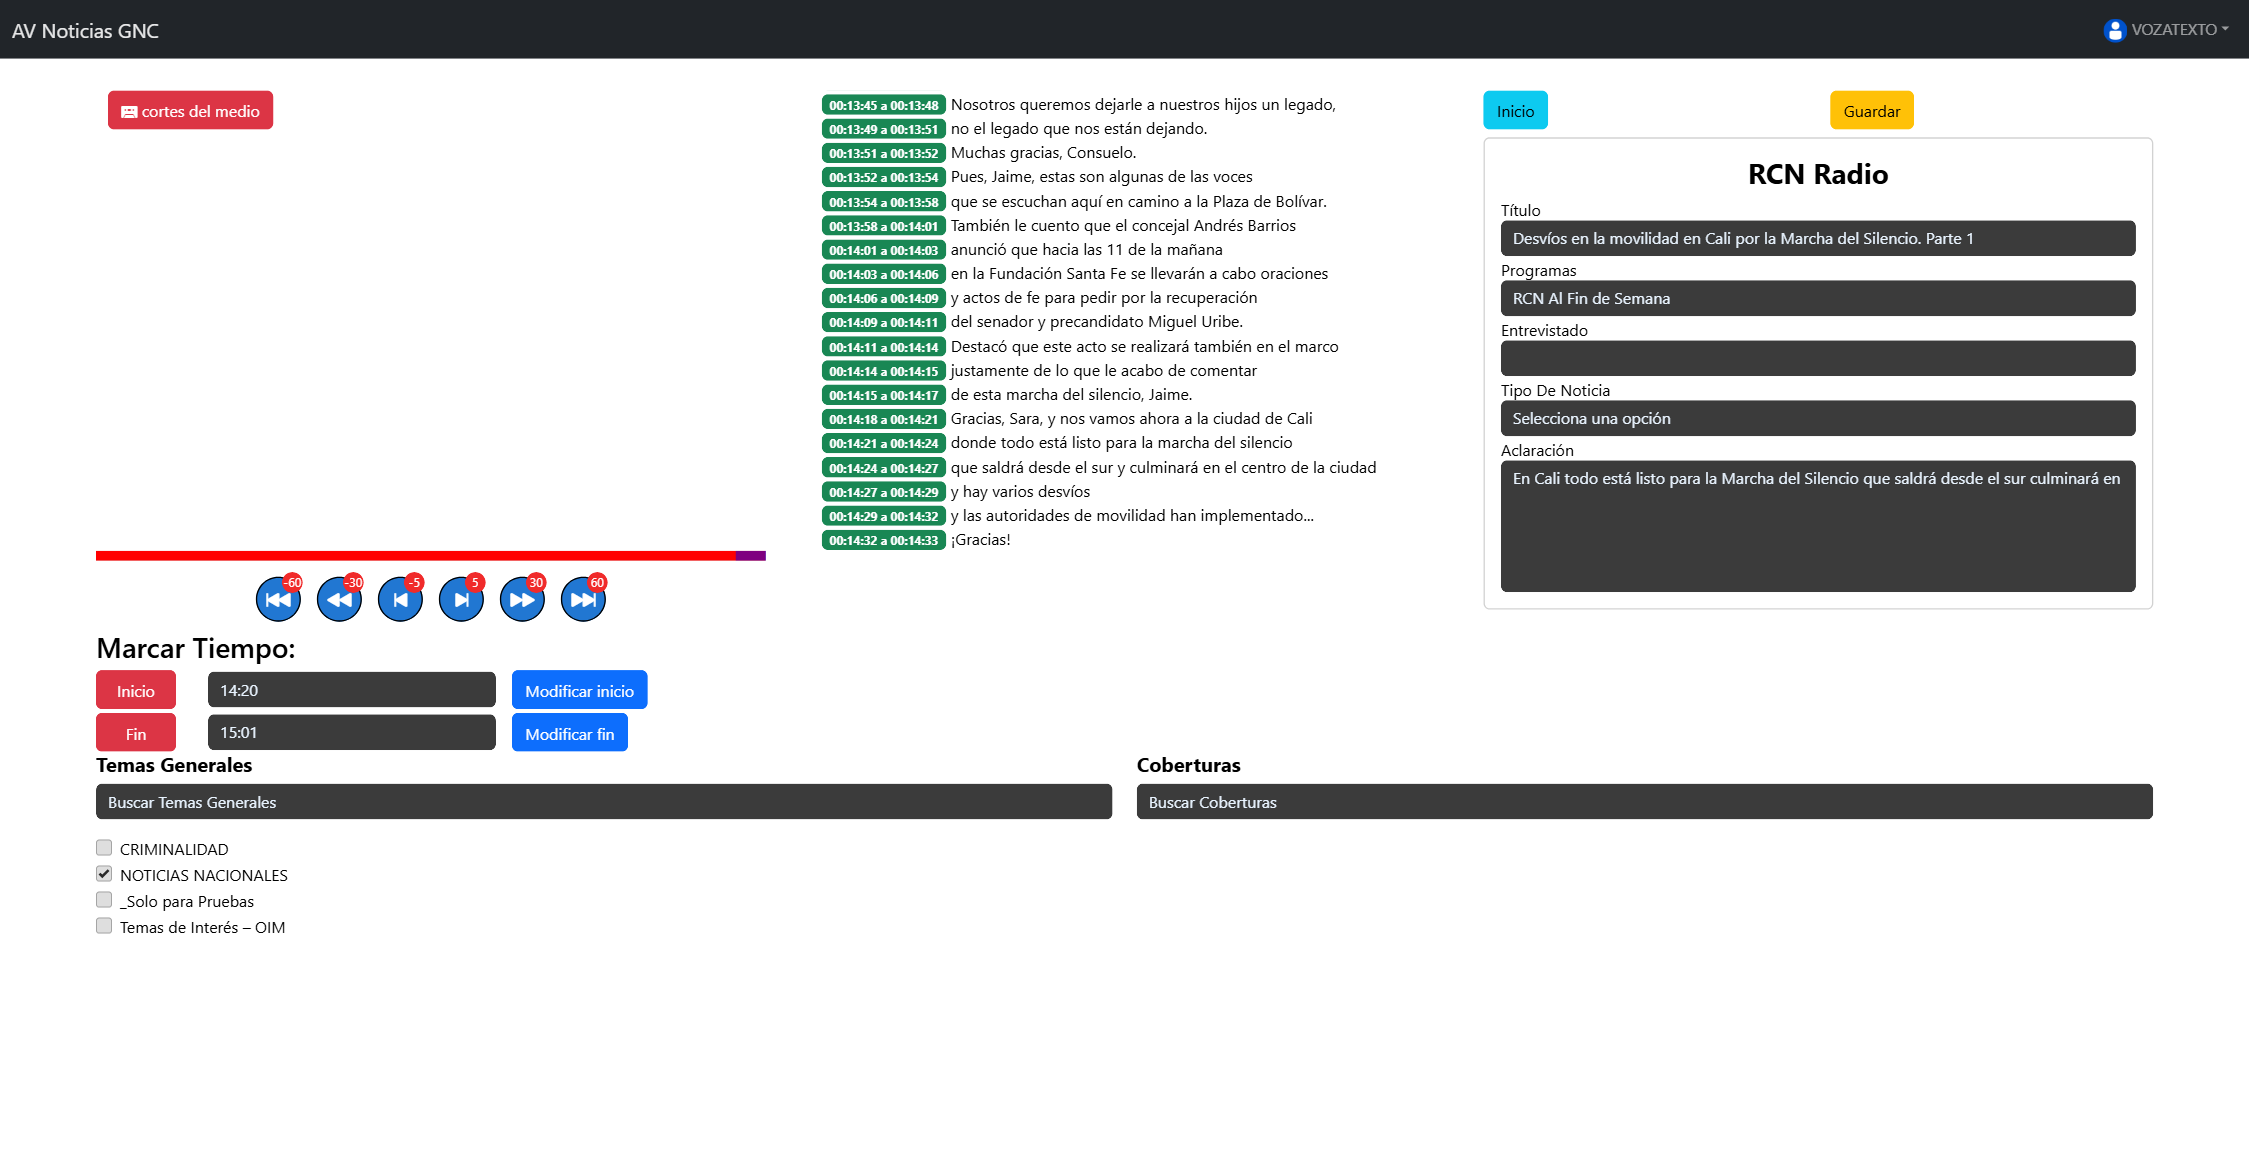 AV Noticias GNC
VOZATEXTO
cortes del medio
-60
-30
-5
5
30
60
Marcar Tiempo:
Inicio
14:20
Modificar inicio
Fin
15:01
Modificar fin
00:13:45 a 00:13:48 Nosotros queremos dejarle a nuestros hijos un legado,
00:13:49 a 00:13:51 no el legado que nos están dejando.
00:13:51 a 00:13:52 Muchas gracias, Consuelo.
00:13:52 a 00:13:54 Pues, Jaime, estas son algunas de las voces
00:13:54 a 00:13:58 que se escuchan aquí en camino a la Plaza de Bolívar.
00:13:58 a 00:14:01 También le cuento que el concejal Andrés Barrios
00:14:01 a 00:14:03 anunció que hacia las 11 de la mañana
00:14:03 a 00:14:06 en la Fundación Santa Fe se llevarán a cabo oraciones
00:14:06 a 00:14:09 y actos de fe para pedir por la recuperación
00:14:09 a 00:14:11 del senador y precandidato Miguel Uribe.
00:14:11 a 00:14:14 Destacó que este acto se realizará también en el marco
00:14:14 a 00:14:15 justamente de lo que le acabo de comentar
00:14:15 a 00:14:17 de esta marcha del silencio, Jaime.
00:14:18 a 00:14:21 Gracias, Sara, y nos vamos ahora a la ciudad de Cali
00:14:21 a 00:14:24 donde todo está listo para la marcha del silencio
00:14:24 a 00:14:27 que saldrá desde el sur y culminará en el centro de la ciudad
00:14:27 a 00:14:29 y hay varios desvíos
00:14:29 a 00:14:32 y las autoridades de movilidad han implementado...
00:14:32 a 00:14:33 ¡Gracias!
Inicio
Guardar
RCN Radio
Título
Desvíos en la movilidad en Cali por la Marcha del Silencio. Parte 1
Programas
RCN Al Fin de Semana
Entrevistado
Tipo De Noticia
Selecciona una opción
Aclaración
En Cali todo está listo para la Marcha del Silencio que saldrá desde el sur culminará en
Temas Generales
Buscar Temas Generales
CRIMINALIDAD
NOTICIAS NACIONALES
_Solo para Pruebas
Temas de Interés – OIM
Coberturas
Buscar Coberturas